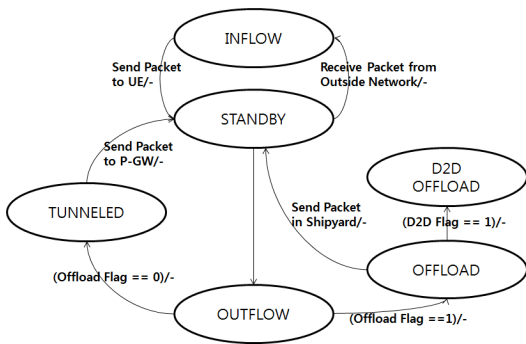 INFLOW
Send Packet
to UE/-
Receive Packet from
Outside Network/-
STANDBY
Send Packet
to P-GW/-
D2D
OFFLOAD
TUNNELED
Send Packet
in Shipyard/-
(D2D Flag == 1)/-
OFFLOAD
(Offload Flag == 0)/-
OUTFLOW
(Offload Flag ==1)/-